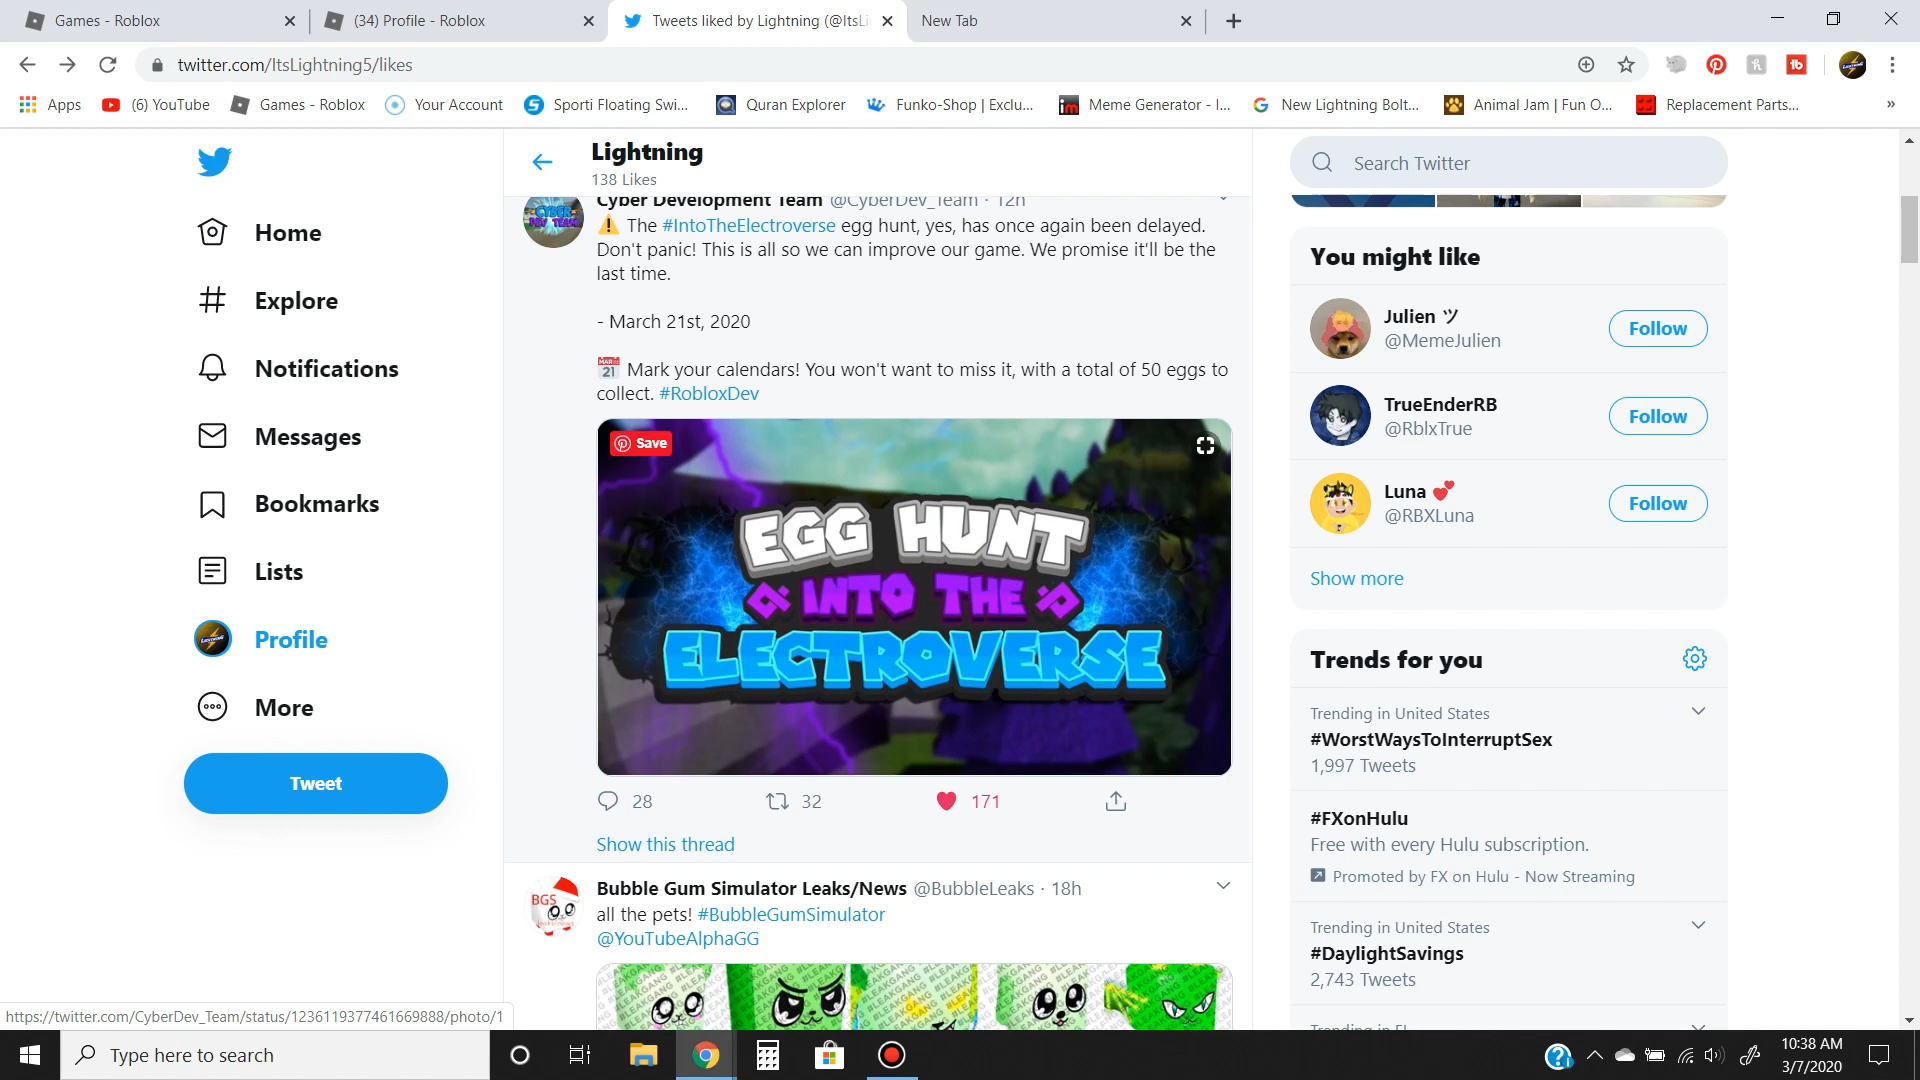 Games - Roblox
(34) Profile - Roblox
Tweets liked by Lightning (@ItsLi
New Tab
twitter.com/ItsLightning5/likes
Apps
(6) YouTube
Games - Roblox
Your Account
Sporti Floating Swi...
Quran Explorer
Funko-Shop | Exclu...
Meme Generator - I...
New Lightning Bolt...
Animal Jam | Fun O...
Replacement Parts...
»
Home
Explore
Notifications
Messages
Bookmarks
Lists
Profile
More
Tweet
Lightning
138 Likes
Cyber Development Team @CyberDev_Team · 12h
⚠️ The #IntoTheElectroverse egg hunt, yes, has once again been delayed.
Don't panic! This is all so we can improve our game. We promise it'll be the
last time.
- March 21st, 2020
📅 Mark your calendars! You won't want to miss it, with a total of 50 eggs to
collect. #RobloxDev
Save
EGG HUNT
INTO THE
ELECTROVERSE
28
32
171
Show this thread
Bubble Gum Simulator Leaks/News @BubbleLeaks · 18h
BGS
all the pets! #BubbleGumSimulator
@YouTubeAlphaGG
Search Twitter
You might like
Julien ツ
@MemeJulien
Follow
TrueEnderRB
@RblxTrue
Follow
Luna 💕
@RBXLuna
Follow
Show more
Trends for you
Trending in United States
#WorstWaysToInterruptSex
1,997 Tweets
#FXonHulu
Free with every Hulu subscription.
Promoted by FX on Hulu - Now Streaming
Trending in United States
#DaylightSavings
2,743 Tweets
https://twitter.com/CyberDev_Team/status/1236119377461669888/photo/1
Type here to search
10:38 AM
3/7/2020